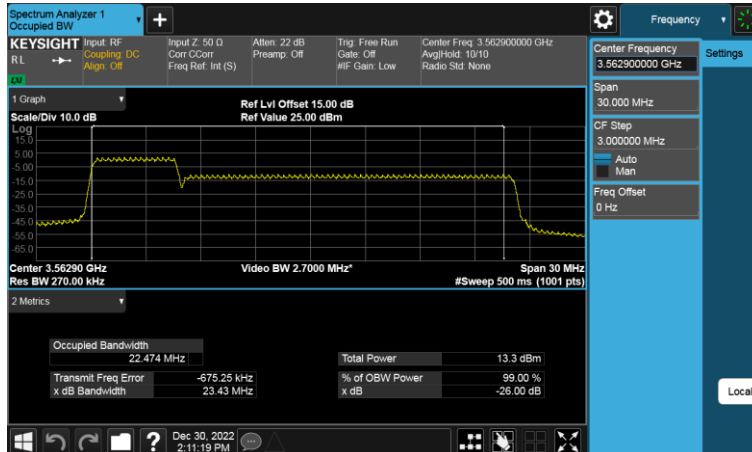 Spectrum Analyzer 1
Occupied BW
Frequency
KEYSIGHT
RL
LXI
Input: RF
Coupling: DC
Align: Off
Input Z: 50 Ω
Corr CCorr
Freq Ref: Int (S)
Atten: 22 dB
Preamp: Off
Trig: Free Run
Gate: Off
#IF Gain: Low
Center Freq: 3.562900000 GHz
Avg|Hold: 10/10
Radio Std: None
Center Frequency
3.562900000 GHz
Settings
Span
30.000 MHz
CF Step
3.000000 MHz
Auto
Man
Freq Offset
0 Hz
1 Graph
Scale/Div 10.0 dB
Ref Lvl Offset 15.00 dB
Ref Value 25.00 dBm
Log
15.0
5.00
-5.00
-15.0
-25.0
-35.0
-45.0
-55.0
-65.0
Center 3.56290 GHz
Res BW 270.00 kHz
Video BW 2.7000 MHz*
Span 30 MHz
#Sweep 500 ms (1001 pts)
2 Metrics
Occupied Bandwidth
22.474 MHz
Transmit Freq Error -675.25 kHz
x dB Bandwidth 23.43 MHz
Total Power 13.3 dBm
% of OBW Power 99.00 %
x dB -26.00 dB
Local
?
Dec 30, 2022
2:11:19 PM